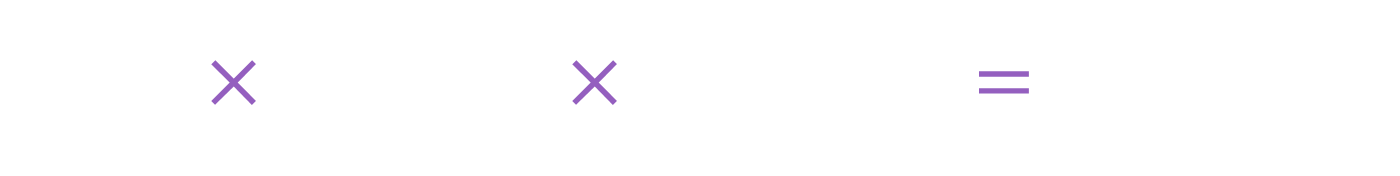 × × =